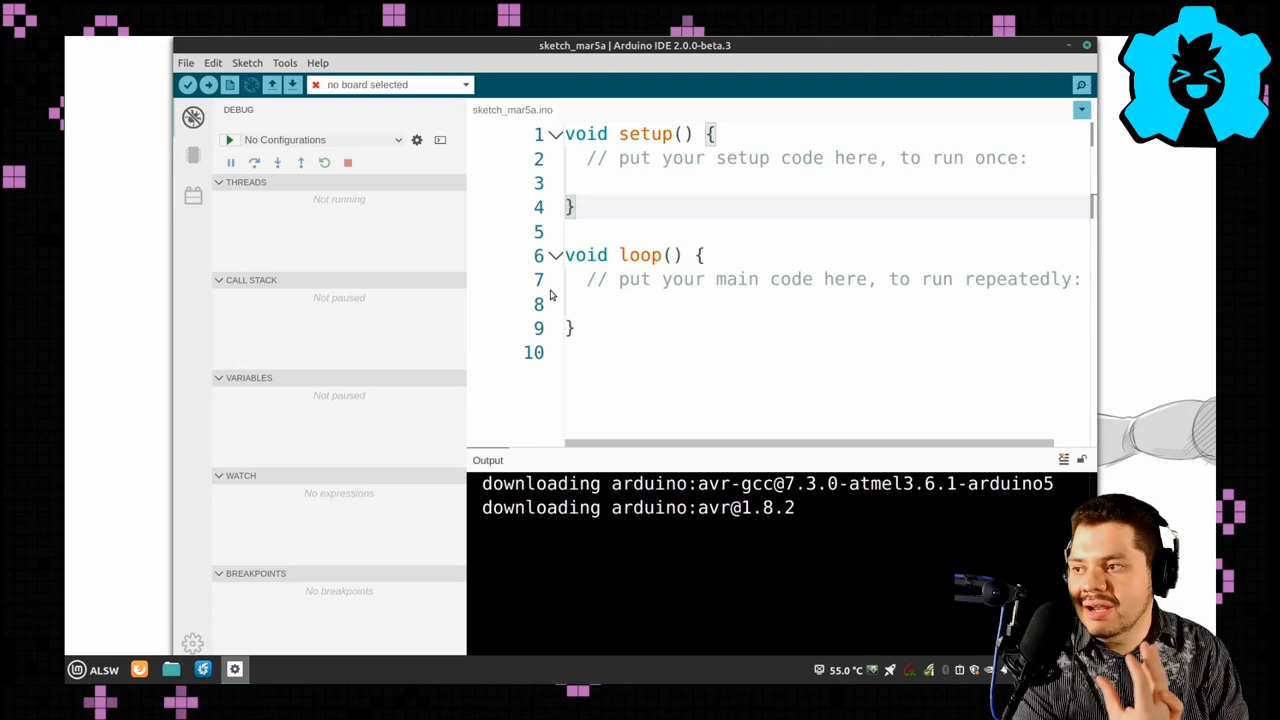 sketch_mar5a | Arduino IDE 2.0.0-beta.3
File Edit Sketch Tools Help
no board selected
DEBUG
No Configurations
THREADS
Not running
CALL STACK
Not paused
VARIABLES
Not paused
WATCH
No expressions
BREAKPOINTS
No breakpoints
sketch_mar5a.ino
1 void setup() {
2 // put your setup code here, to run once:
3
4 }
5
6 void loop() {
7 // put your main code here, to run repeatedly:
8
9 }
10
Output
downloading arduino:avr-gcc@7.3.0-atmel3.6.1-arduino5
downloading arduino:avr@1.8.2
ALSW
55.0 °C